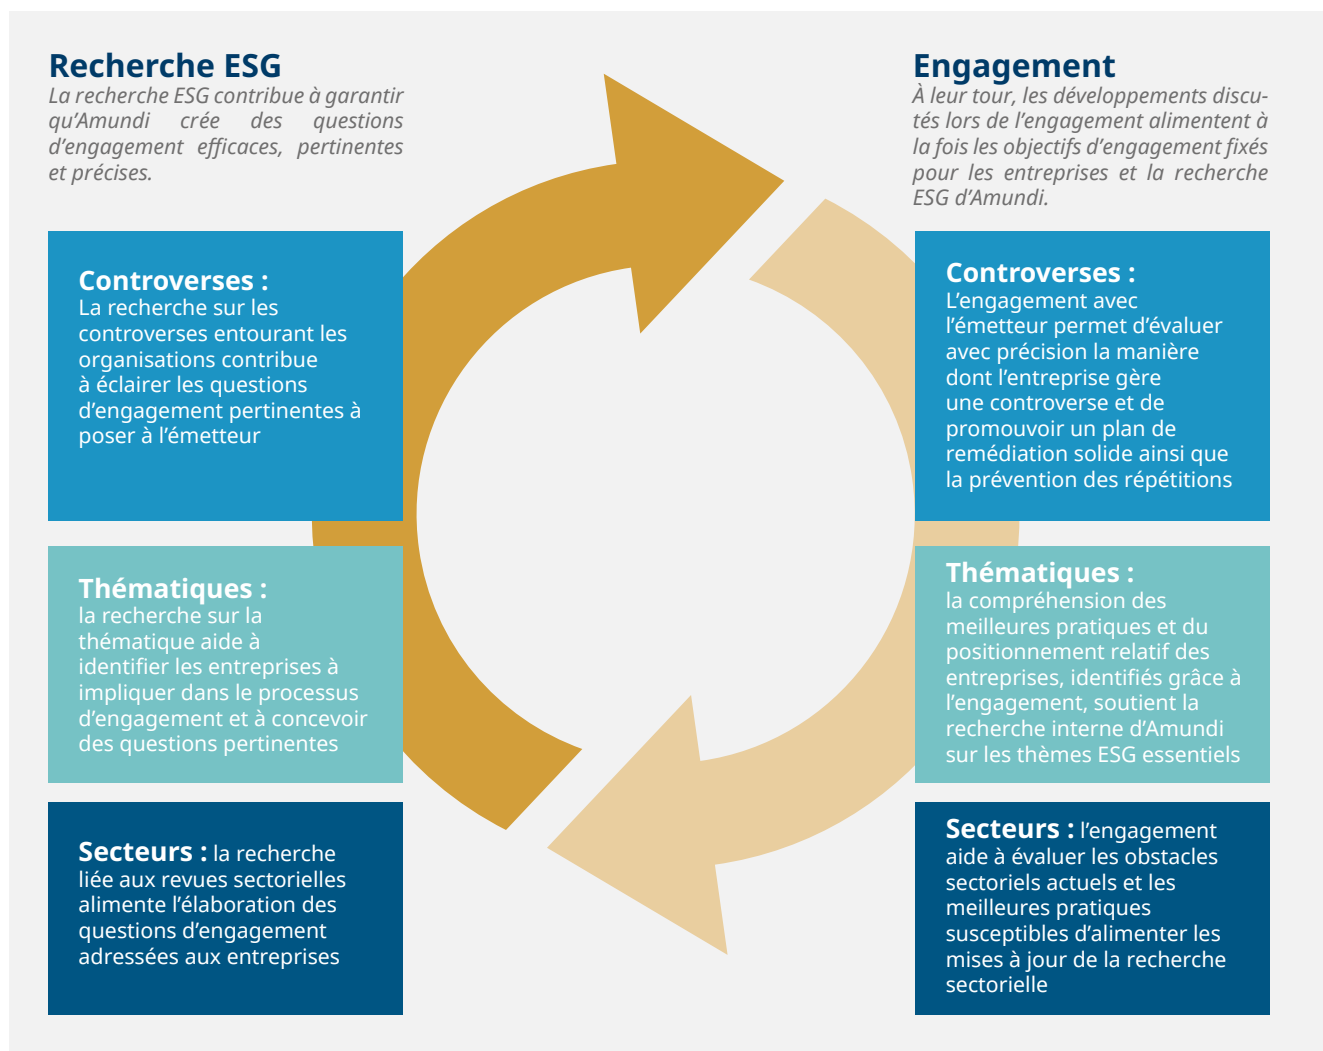 Recherche ESG
La recherche ESG contribue à garantir
qu’Amundi crée des questions
d’engagement efficaces, pertinentes
et précises.
Controverses :
La recherche sur les
controverses entourant les
organisations contribue
à éclairer les questions
d’engagement pertinentes à
poser à l’émetteur
Thématiques :
la recherche sur la
thématique aide à
identifier les entreprises à
impliquer dans le processus
d’engagement et à concevoir
des questions pertinentes
Secteurs : la recherche
liée aux revues sectorielles
alimente l’élaboration des
questions d’engagement
adressées aux entreprises
Engagement
À leur tour, les développements discu-
tés lors de l’engagement alimentent à
la fois les objectifs d’engagement fixés
pour les entreprises et la recherche
ESG d’Amundi.
Controverses :
L’engagement avec
l’émetteur permet d’évaluer
avec précision la manière
dont l’entreprise gère
une controverse et de
promouvoir un plan de
remédiation solide ainsi que
la prévention des répétitions
Thématiques :
la compréhension des
meilleures pratiques et du
positionnement relatif des
entreprises, identifiés grâce à
l’engagement, soutient la
recherche interne d’Amundi
sur les thèmes ESG essentiels
Secteurs : l’engagement
aide à évaluer les obstacles
sectoriels actuels et les
meilleures pratiques
susceptibles d’alimenter les
mises à jour de la recherche
sectorielle